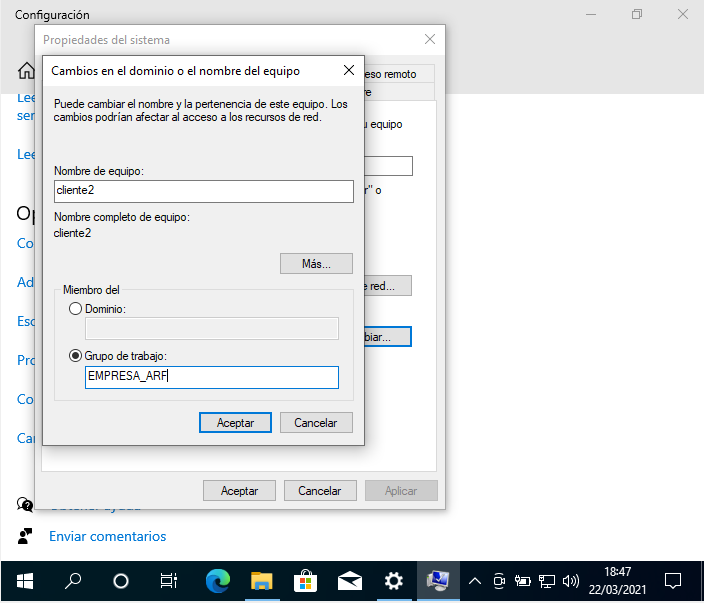 Configuración
Propiedades del sistema
Cambios en el dominio o el nombre del equipo
eso remoto
re
Puede cambiar el nombre y la pertenencia de este equipo. Los
cambios podrían afectar al acceso a los recursos de red.
u equipo
Lee
ser
Lee
Nombre de equipo:
cliente2
r" o
Nombre completo de equipo:
cliente2
Op
Co
Más...
Ad
e red...
Miembro del
Dominio:
Esc
biar...
Pro
Grupo de trabajo:
EMPRESA_ARF
Co
Aceptar
Cancelar
Ca
Aceptar
Cancelar
Aplicar
Enviar comentarios
18:47
22/03/2021